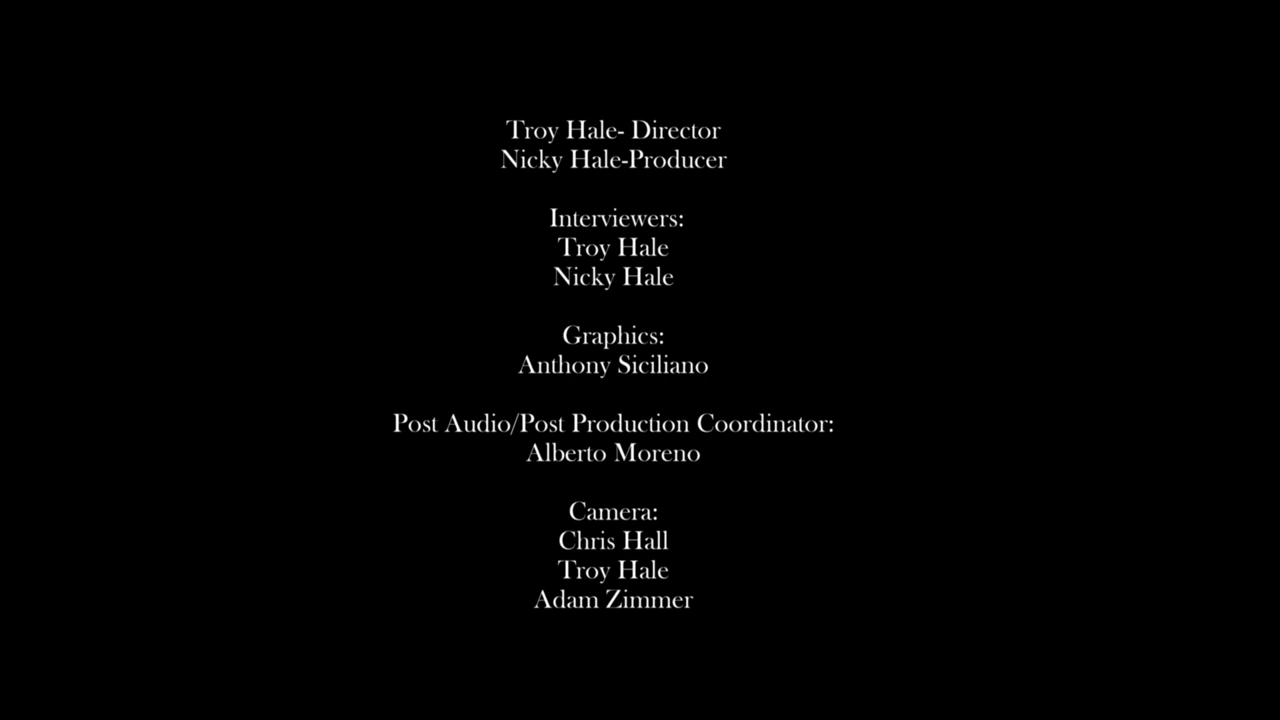 Troy Hale- Director
Nicky Hale-Producer
Interviewers:
Troy Hale
Nicky Hale
Graphics:
Anthony Siciliano
Post Audio/Post Production Coordinator:
Alberto Moreno
Camera:
Chris Hall
Troy Hale
Adam Zimmer